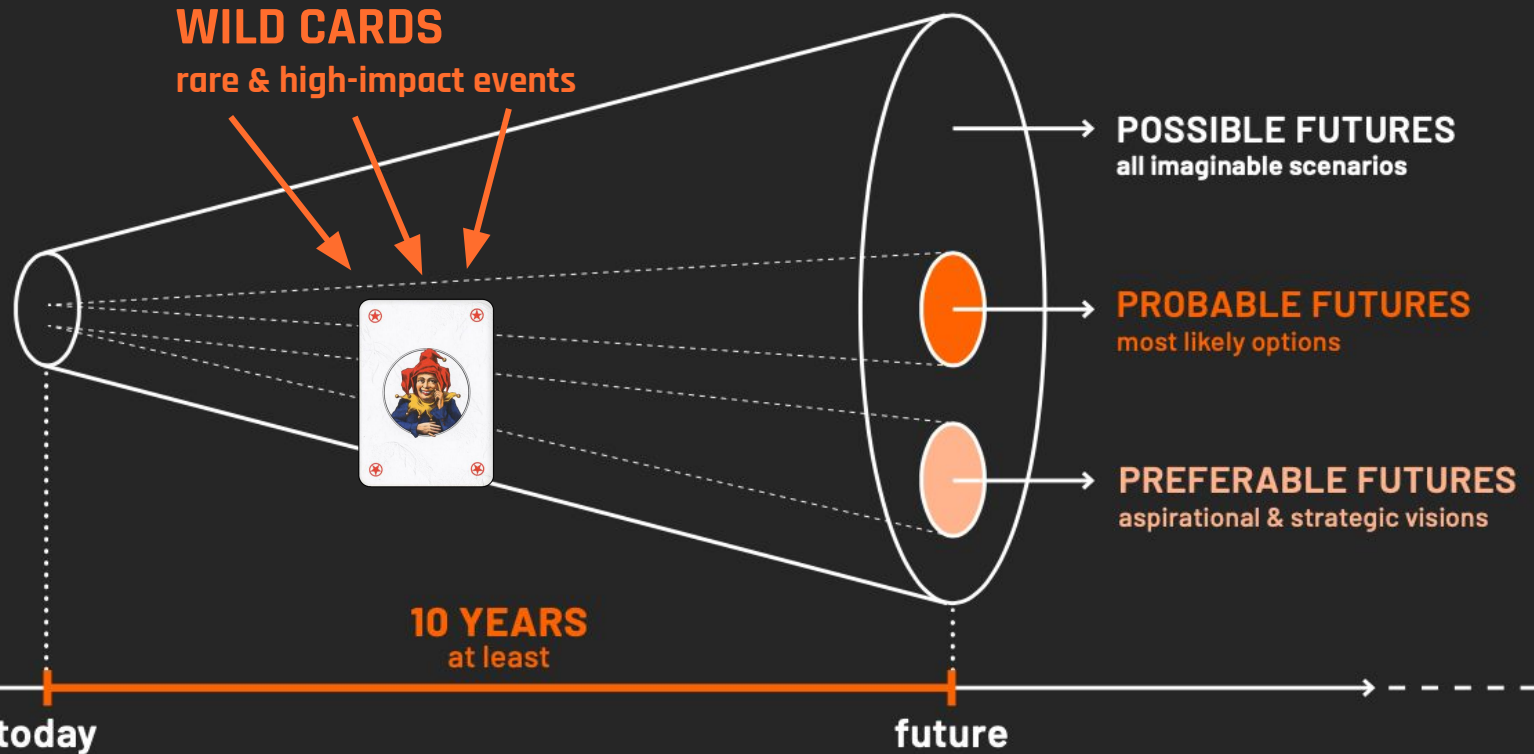 WILD CARDS
rare & high-impact events
POSSIBLE FUTURES
all imaginable scenarios
PROBABLE FUTURES
most likely options
PREFERABLE FUTURES
aspirational & strategic visions
10 YEARS
at least
today
future